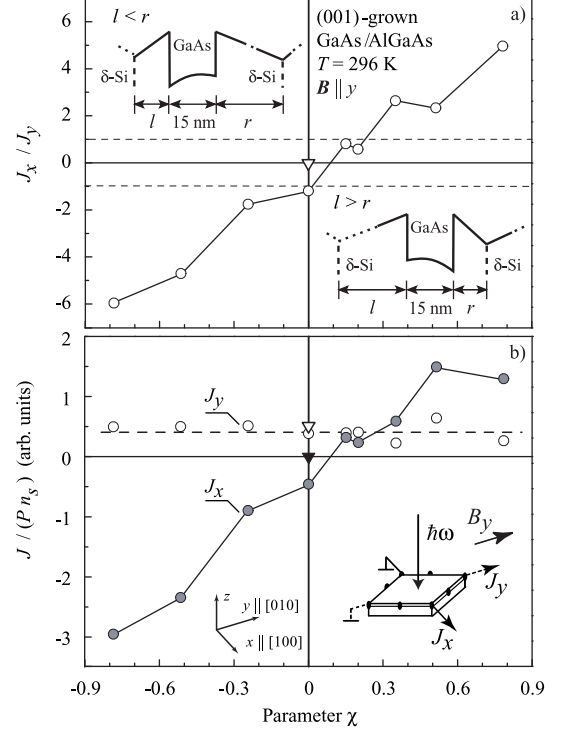 a)
(001)-grown
GaAs/AlGaAs
T = 296 K
B || y
l < r
GaAs
δ-Si
δ-Si
l
15 nm
r
6
4
2
0
-2
-4
-6
J_x / J_y
l > r
GaAs
δ-Si
δ-Si
l
15 nm
r
b)
2
1
0
-1
-2
-3
J / (P n_s) (arb. units)
J_y
J_x
ħω
B_y
J_y
J_x
z
y || [010]
x || [100]
-0.9
-0.6
-0.3
0
0.3
0.6
0.9
Parameter χ